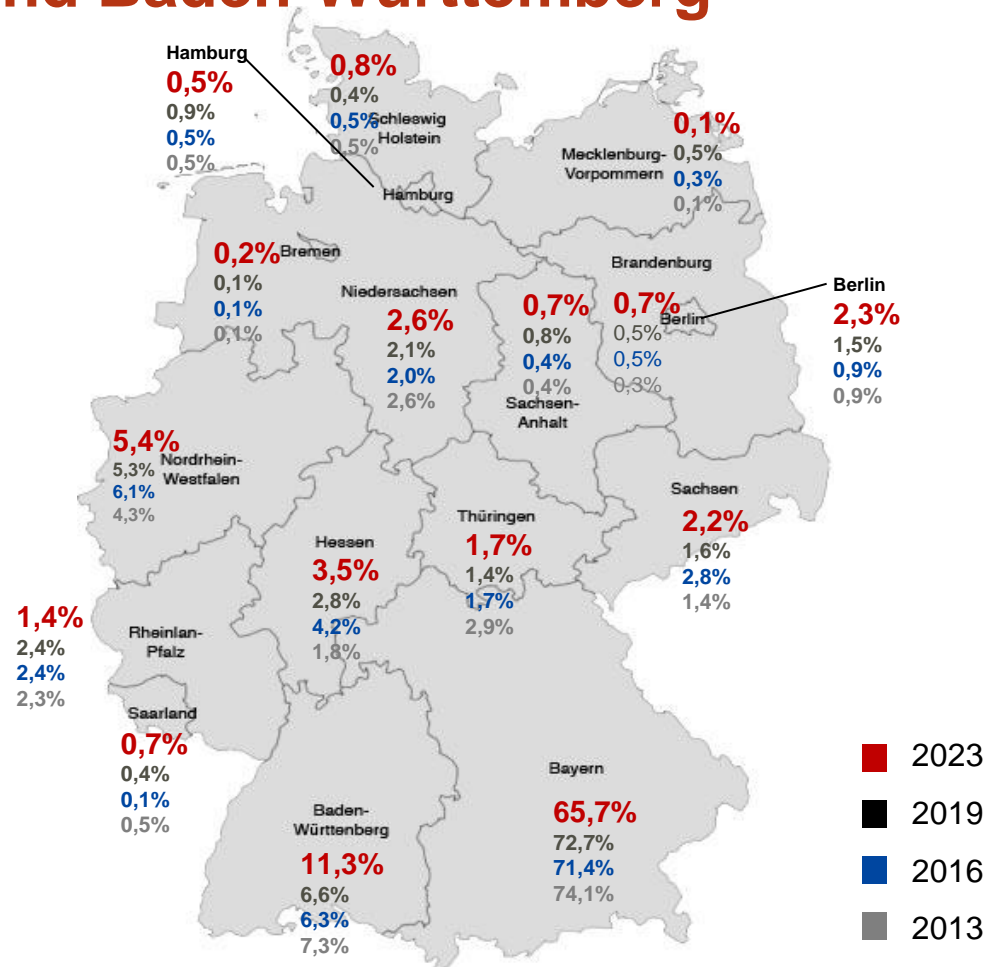 nd Baden-Württemberg
Hamburg
0,5%
0,9%
0,5%
0,5%
0,8%
0,4%
0,5%
0,5%
Schleswig
Holstein
Hamburg
Mecklenburg-
Vorpommern
0,1%
0,5%
0,3%
0,1%
0,2%
0,1%
0,1%
0,1%
Bremen
Niedersachsen
2,6%
2,1%
2,0%
2,6%
0,7%
0,8%
0,4%
0,4%
Sachsen-
Anhalt
Brandenburg
0,7%
0,5%
0,5%
0,3%
Berlin
Berlin
2,3%
1,5%
0,9%
0,9%
5,4%
5,3%
6,1%
4,3%
Nordrhein-
Westfalen
Hessen
3,5%
2,8%
4,2%
1,8%
Thüringen
1,7%
1,4%
1,7%
2,9%
Sachsen
2,2%
1,6%
2,8%
1,4%
1,4%
2,4%
2,4%
2,3%
Rheinlan-
Pfalz
Saarland
0,7%
0,4%
0,1%
0,5%
Baden-
Württenberg
11,3%
6,6%
6,3%
7,3%
Bayern
65,7%
72,7%
71,4%
74,1%
2023
2019
2016
2013